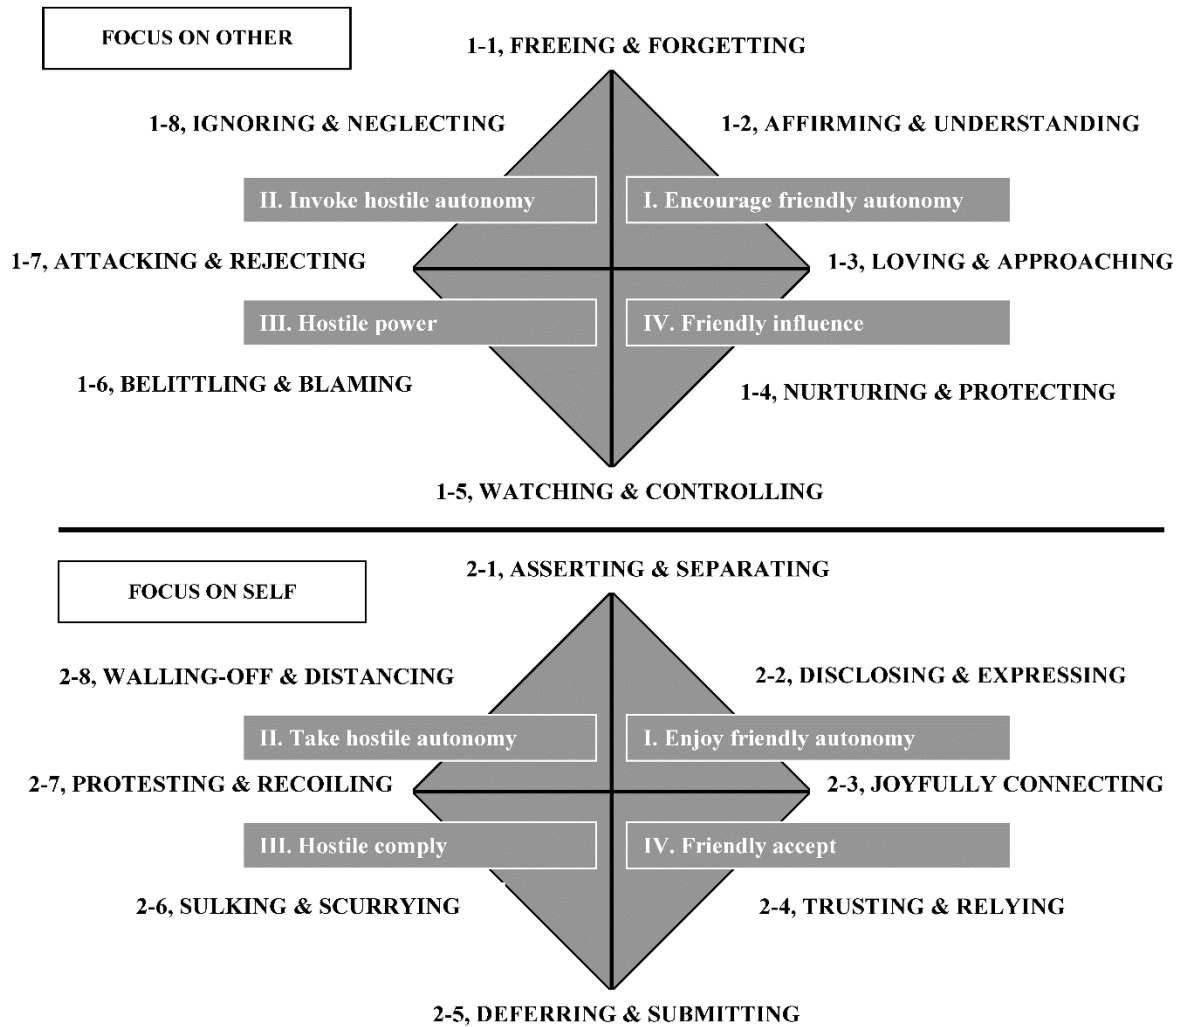 FOCUS ON OTHER
1-1, FREEING & FORGETTING
1-8, IGNORING & NEGLECTING
1-2, AFFIRMING & UNDERSTANDING
II. Invoke hostile autonomy
I. Encourage friendly autonomy
1-7, ATTACKING & REJECTING
1-3, LOVING & APPROACHING
III. Hostile power
IV. Friendly influence
1-6, BELITTLING & BLAMING
1-4, NURTURING & PROTECTING
1-5, WATCHING & CONTROLLING
FOCUS ON SELF
2-1, ASSERTING & SEPARATING
2-8, WALLING-OFF & DISTANCING
2-2, DISCLOSING & EXPRESSING
II. Take hostile autonomy
I. Enjoy friendly autonomy
2-7, PROTESTING & RECOILING
2-3, JOYFULLY CONNECTING
III. Hostile comply
IV. Friendly accept
2-6, SULKING & SCURRYING
2-4, TRUSTING & RELYING
2-5, DEFERRING & SUBMITTING